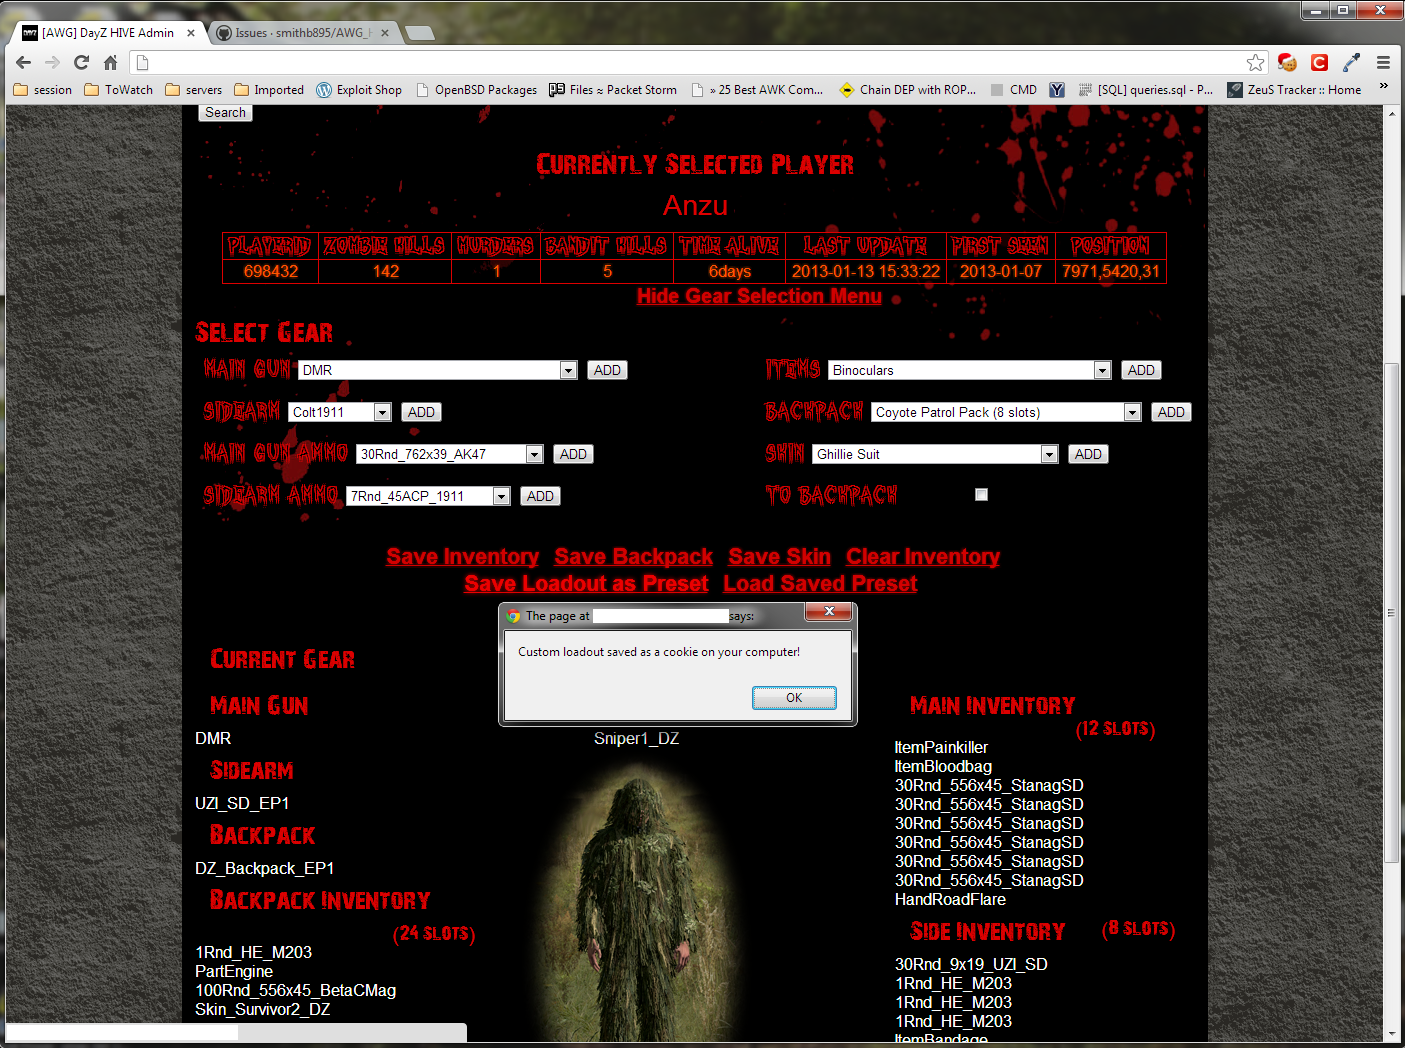 [AWG] DayZ HIVE Admin
Issues · smithb895/AWG_H
session ToWatch servers Imported Exploit Shop OpenBSD Packages Files ≈ Packet Storm » 25 Best AWK Com... Chain DEP with ROP... CMD [SQL] queries.sql - P... ZeuS Tracker :: Home »
Search
Currently Selected Player
Anzu
PLAYERID ZOMBIE KILLS MURDERS BANDIT KILLS TIME ALIVE LAST UPDATE FIRST SEEN POSITION
698432 142 1 5 6days 2013-01-13 15:33:22 2013-01-07 7971,5420,31
Hide Gear Selection Menu
Select Gear
MAIN GUN DMR ADD
ITEMS Binoculars ADD
SIDEARM Colt1911 ADD
BACKPACK Coyote Patrol Pack (8 slots) ADD
MAIN GUN AMMO 30Rnd_762x39_AK47 ADD
SKIN Ghillie Suit ADD
SIDEARM AMMO 7Rnd_45ACP_1911 ADD
TO BACKPACK
Save Inventory Save Backpack Save Skin Clear Inventory
Save Loadout as Preset Load Saved Preset
The page at says:
Custom loadout saved as a cookie on your computer!
OK
Current Gear
Main Gun
DMR
Sidearm
UZI_SD_EP1
Backpack
DZ_Backpack_EP1
Backpack Inventory
(24 slots)
1Rnd_HE_M203
PartEngine
100Rnd_556x45_BetaCMag
Skin_Survivor2_DZ
Sniper1_DZ
Main Inventory
(12 slots)
ItemPainkiller
ItemBloodbag
30Rnd_556x45_StanagSD
30Rnd_556x45_StanagSD
30Rnd_556x45_StanagSD
30Rnd_556x45_StanagSD
30Rnd_556x45_StanagSD
30Rnd_556x45_StanagSD
HandRoadFlare
Side Inventory (8 slots)
30Rnd_9x19_UZI_SD
1Rnd_HE_M203
1Rnd_HE_M203
1Rnd_HE_M203
ItemBandage